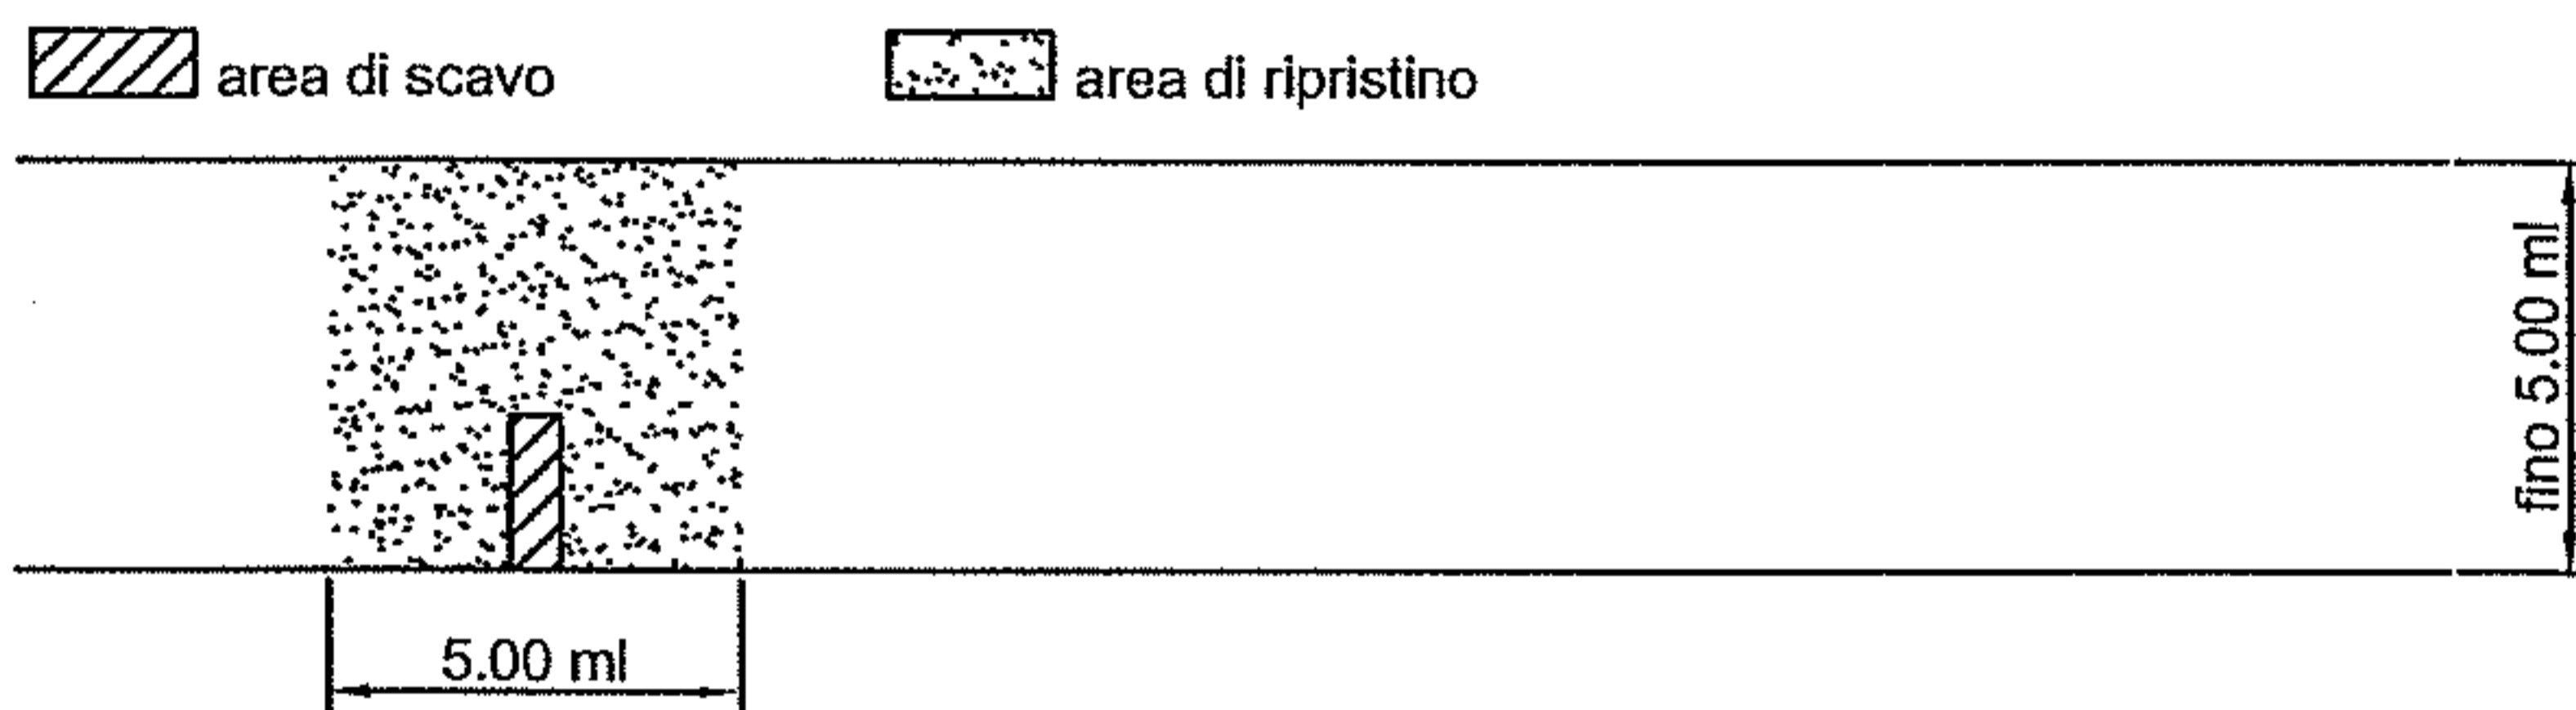 area di scavo
area di ripristino
fino 5.00 ml
5.00 ml